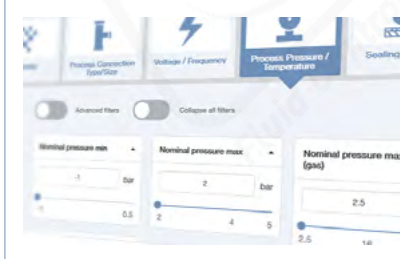 Process Connection
Type/Size
Voltage / Frequency
Process Pressure /
Temperature
Sealing
Advanced filters
Collapse all filters
Nominal pressure min
-1
bar
-1
0.5
Nominal pressure max
2
bar
2
4
5
Nominal pressure max
(gas)
2.5
2.5
16